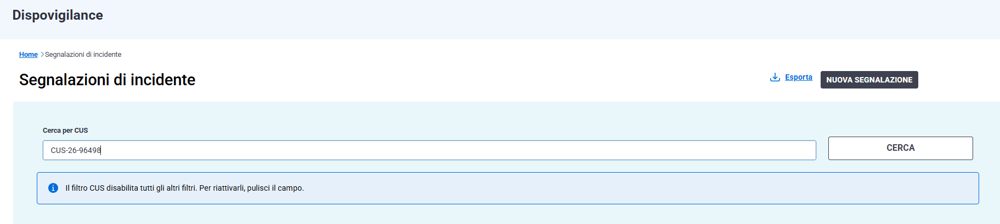 Dispovigilance
Home > Segnalazioni di incidente
Segnalazioni di incidente
Esporta
NUOVA SEGNALAZIONE
Cerca per CUS
CUS-26-96498
CERCA
Il filtro CUS disabilita tutti gli altri filtri. Per riattivarli, pulisci il campo.